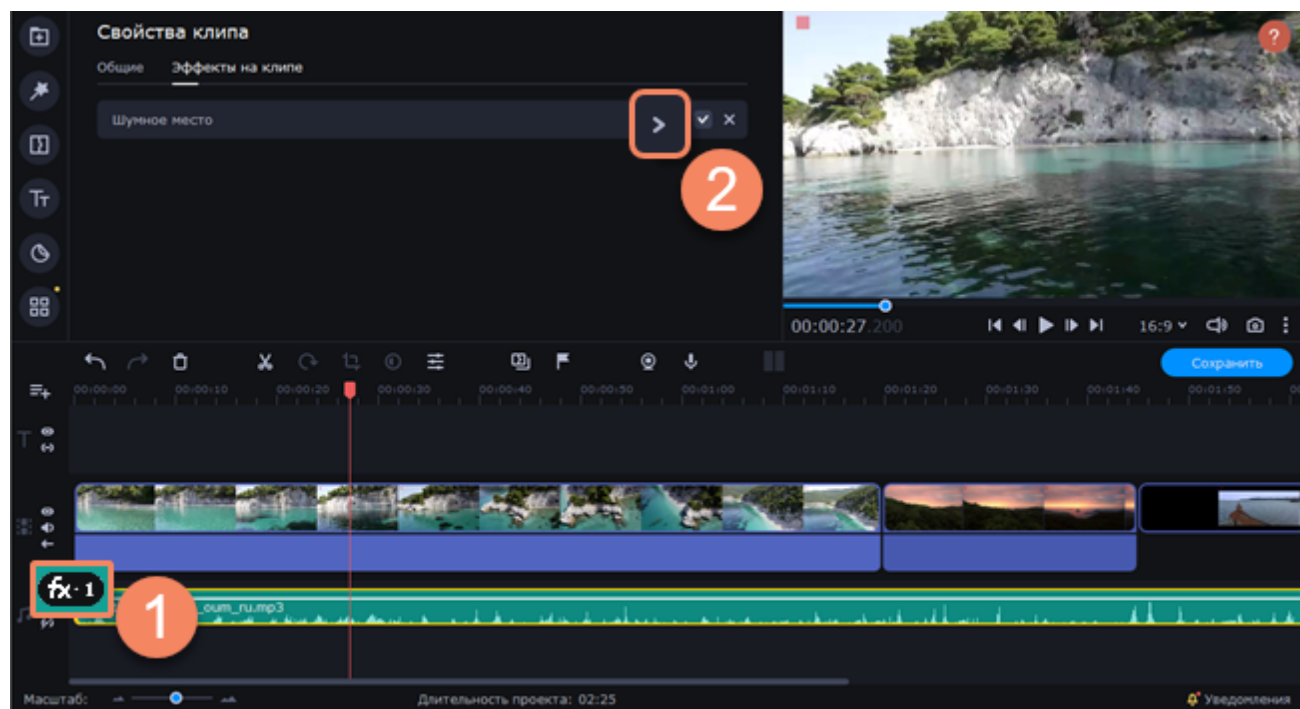 Свойства клипа
Общие Эффекты на клипе
Шумное место
2
?
00:00:27.200
16:9
Сохранить
00:00:00 00:00:10 00:00:20 00:00:30 00:00:40 00:00:50 00:01:00 00:01:10 00:01:20 00:01:30 00:01:40 00:01:50
fx·1
1
_oum_ru.mp3
Масштаб:
Длительность проекта: 02:25
Уведомления